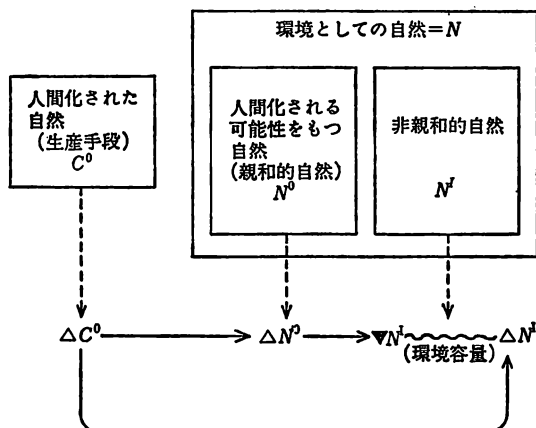 環境としての自然=N
人間化された
自然
(生産手段)
C⁰
人間化される
可能性をもつ
自然
(親和的自然)
N⁰
非親和的自然
Nᴵ
△C⁰
△N⁰
▼Nᴵ
△Nᴵ
(環境容量)